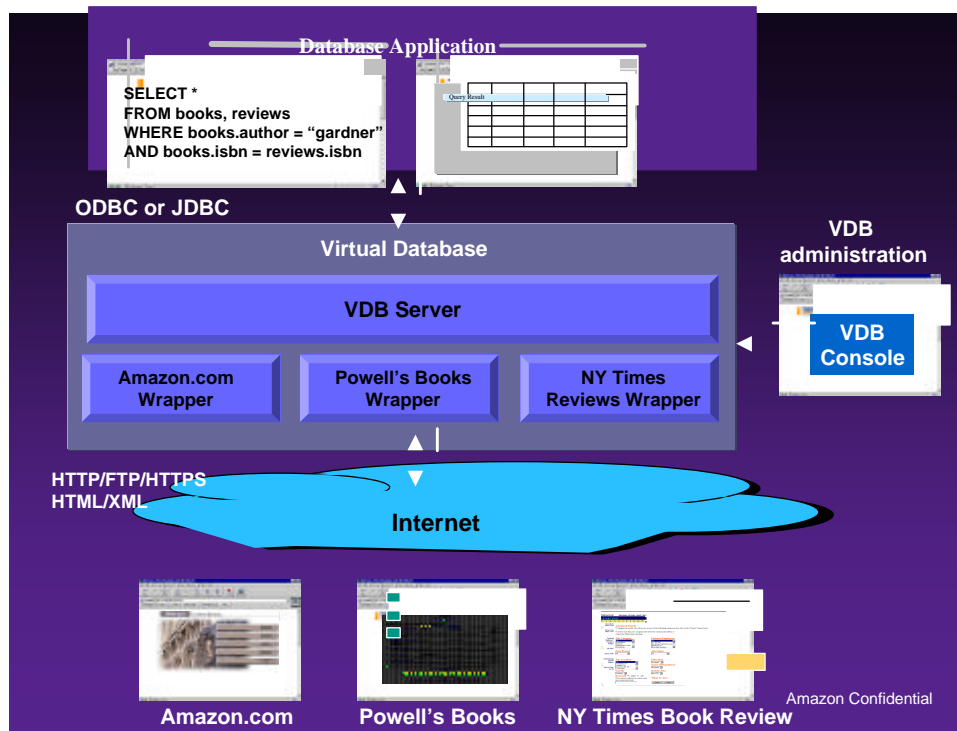 Database Application
SELECT *
FROM books, reviews
WHERE books.author = “gardner”
AND books.isbn = reviews.isbn
Query Result
ODBC or JDBC
Virtual Database
VDB
administration
VDB Server
VDB
Console
Amazon.com
Wrapper
Powell’s Books
Wrapper
NY Times
Reviews Wrapper
HTTP/FTP/HTTPS
HTML/XML
Internet
Amazon Confidential
Amazon.com
Powell’s Books
NY Times Book Review